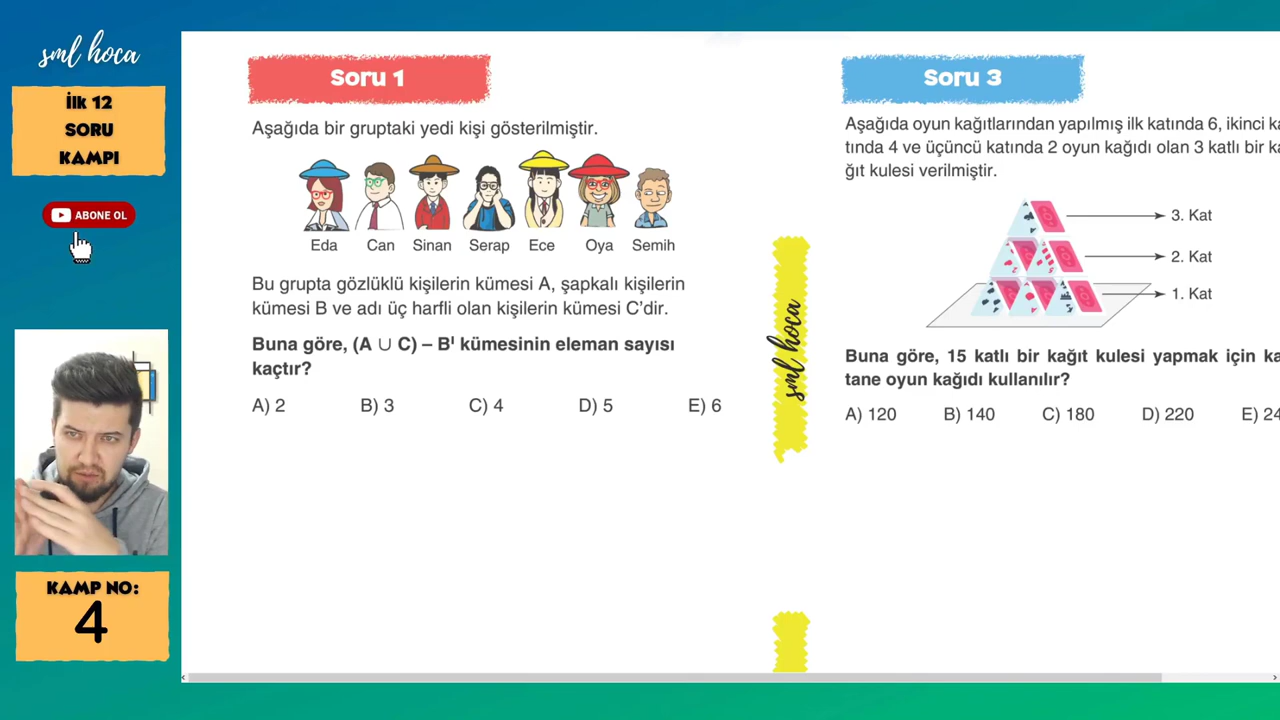 sml hoca
İlk 12
SORU
KAMPI
ABONE OL
KAMP NO:
4
Soru 1
Aşağıda bir gruptaki yedi kişi gösterilmiştir.
Eda Can Sinan Serap Ece Oya Semih
Bu grupta gözlüklü kişilerin kümesi A, şapkalı kişilerin
kümesi B ve adı üç harfli olan kişilerin kümesi C’dir.
Buna göre, (A ∪ C) – Bᴵ kümesinin eleman sayısı
kaçtır?
A) 2 B) 3 C) 4 D) 5 E) 6
sml hoca
Soru 3
Aşağıda oyun kağıtlarından yapılmış ilk katında 6, ikinci ka
tında 4 ve üçüncü katında 2 oyun kağıdı olan 3 katlı bir ka
ğıt kulesi verilmiştir.
3. Kat
2. Kat
1. Kat
Buna göre, 15 katlı bir kağıt kulesi yapmak için ka
tane oyun kağıdı kullanılır?
A) 120 B) 140 C) 180 D) 220 E) 24